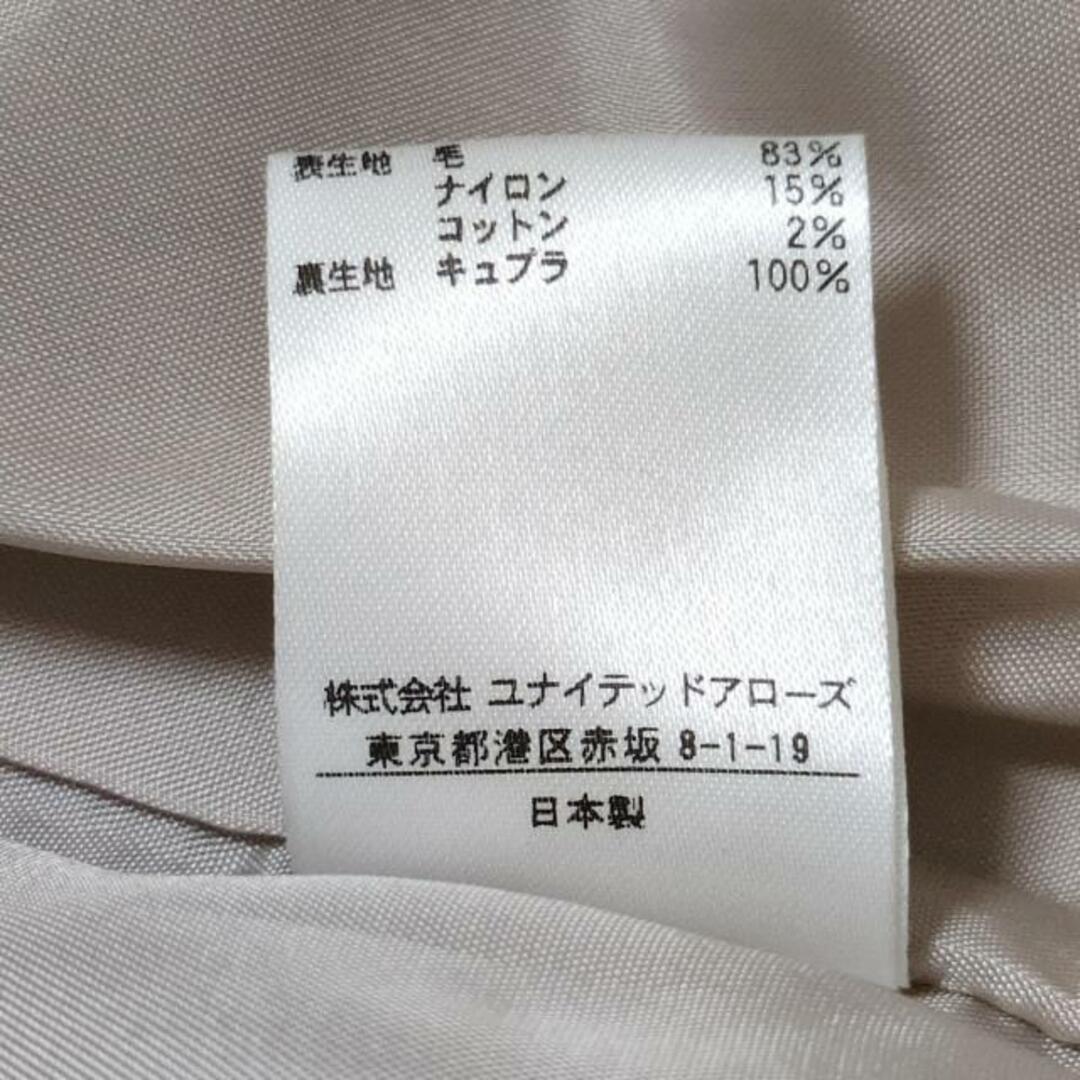 表生地 毛 83%
ナイロン 15%
コットン 2%
裏生地 キュプラ 100%
株式会社 ユナイテッドアローズ
東京都港区赤坂 8-1-19
日本製